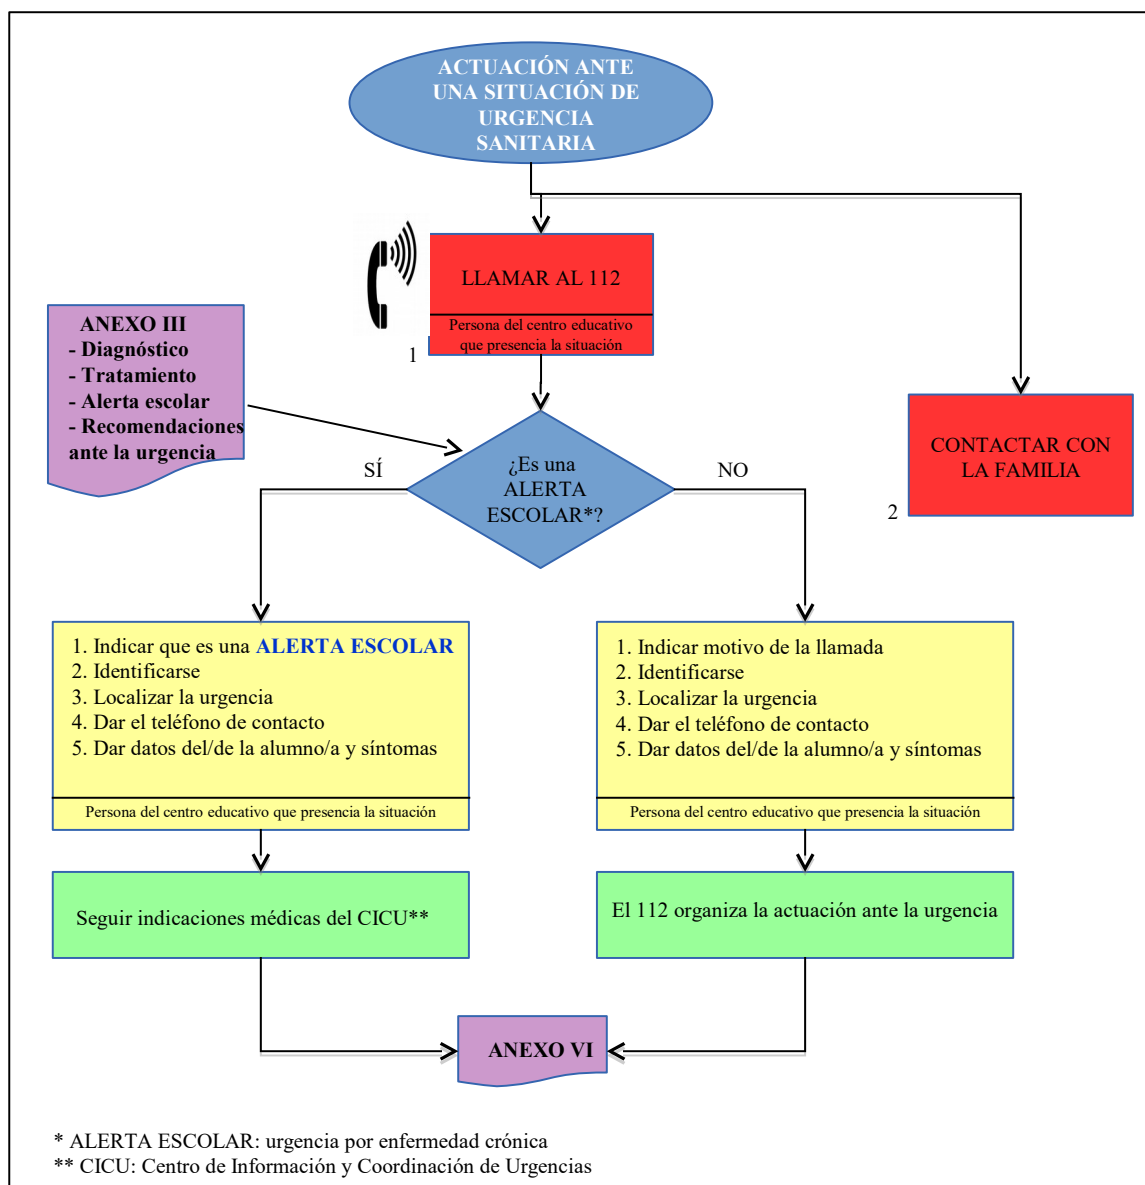 ACTUACIÓN ANTE
UNA SITUACIÓN DE
URGENCIA
SANITARIA
LLAMAR AL 112
Persona del centro educativo
que presencia la situación
1
ANEXO III
- Diagnóstico
- Tratamiento
- Alerta escolar
- Recomendaciones
ante la urgencia
CONTACTAR CON
LA FAMILIA
2
¿Es una
ALERTA
ESCOLAR*?
SÍ
NO
1. Indicar que es una ALERTA ESCOLAR
2. Identificarse
3. Localizar la urgencia
4. Dar el teléfono de contacto
5. Dar datos del/de la alumno/a y síntomas
Persona del centro educativo que presencia la situación
1. Indicar motivo de la llamada
2. Identificarse
3. Localizar la urgencia
4. Dar el teléfono de contacto
5. Dar datos del/de la alumno/a y síntomas
Persona del centro educativo que presencia la situación
Seguir indicaciones médicas del CICU**
El 112 organiza la actuación ante la urgencia
ANEXO VI
* ALERTA ESCOLAR: urgencia por enfermedad crónica
** CICU: Centro de Información y Coordinación de Urgencias